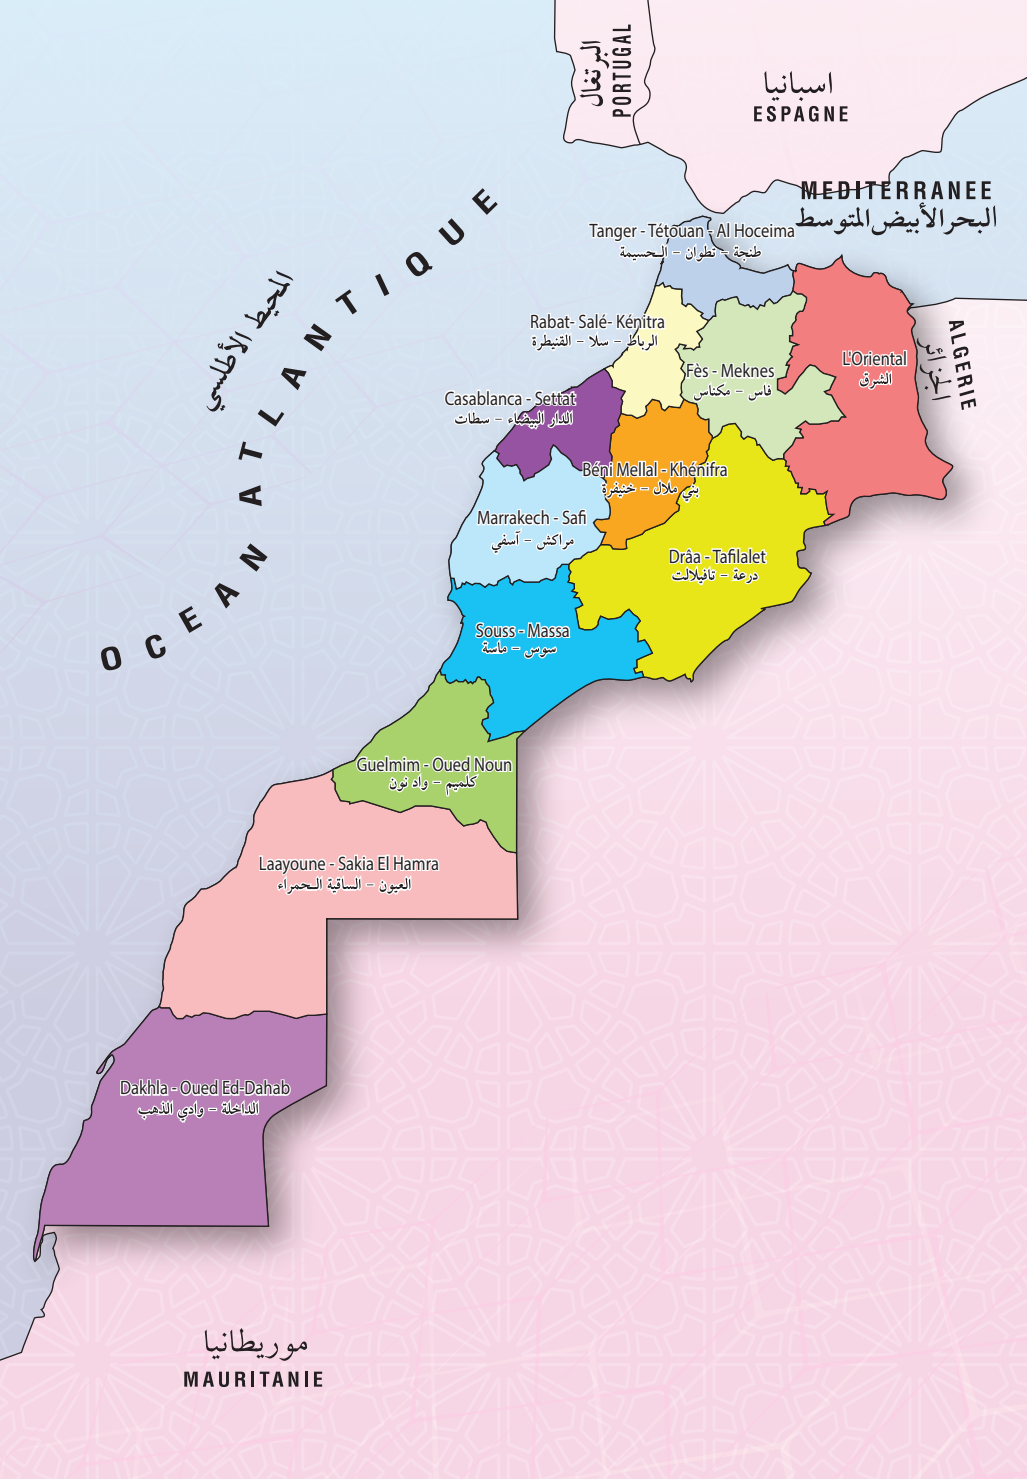 البرتغال
PORTUGAL
اسبانيا
ESPAGNE
MEDITERRANEE
البحر الأبيض المتوسط
Tanger - Tétouan - Al Hoceima
طنجة - تطوان - الـحسيمة
المحيط الأطلسي
OCEAN ATLANTIQUE
Rabat- Salé- Kénitra
الرباط - سلا - القنيطرة
ALGERIE
الجزائر
L'Oriental
الشرق
Fès - Meknes
فاس - مكناس
Casablanca - Settat
الدار البيضاء - سطات
Béni Mellal - Khénifra
بني ملال - خنيفرة
Marrakech - Safi
مراكش - آسفي
Drâa - Tafilalet
درعة - تافيلالت
Souss - Massa
سوس - ماسة
Guelmim - Oued Noun
كلميم - واد نون
Laayoune - Sakia El Hamra
العيون - الساقية الـحمراء
Dakhla - Oued Ed-Dahab
الداخلة - وادي الذهب
موريطانيا
MAURITANIE